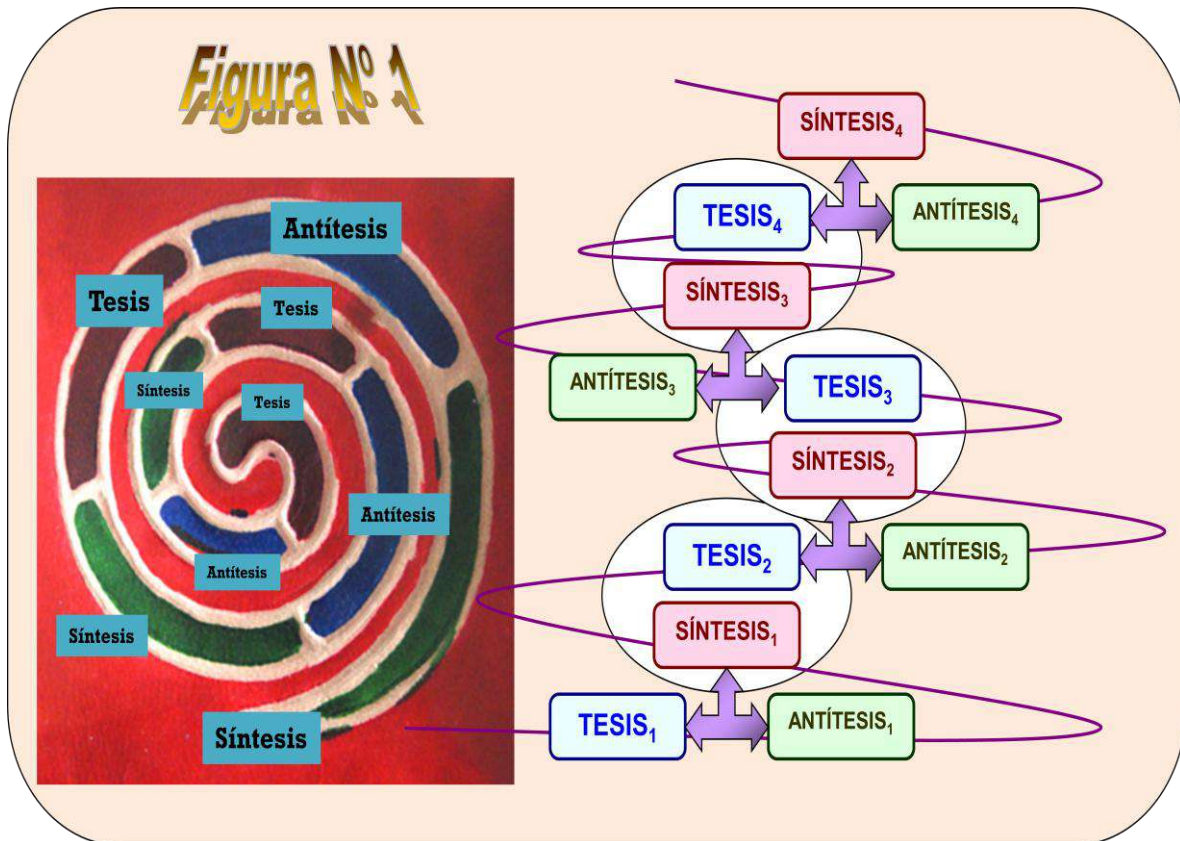 Figura Nº 1
Antítesis
Tesis
Tesis
Síntesis
Tesis
Antítesis
Antítesis
Síntesis
Síntesis
SÍNTESIS4
TESIS4
ANTÍTESIS4
SÍNTESIS3
ANTÍTESIS3
TESIS3
SÍNTESIS2
TESIS2
ANTÍTESIS2
SÍNTESIS1
TESIS1
ANTÍTESIS1